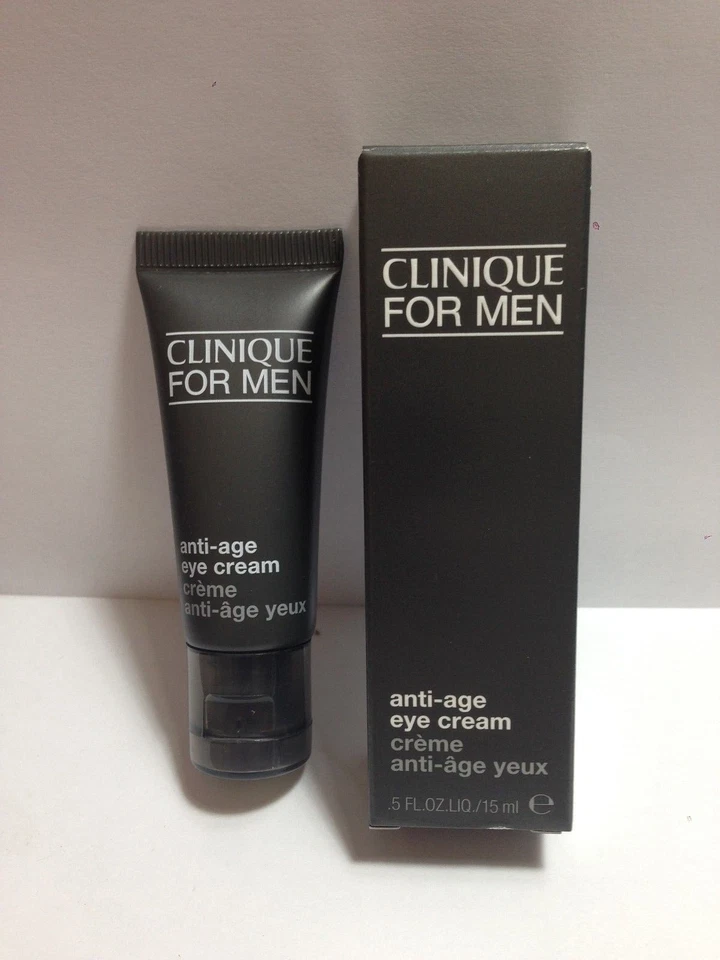 CLINIQUE
FOR MEN
anti-age
eye cream
crème
anti-âge yeux
CLINIQUE
FOR MEN
anti-age
eye cream
crème
anti-âge yeux
.5 FL.OZ.LIQ./15 ml ℮